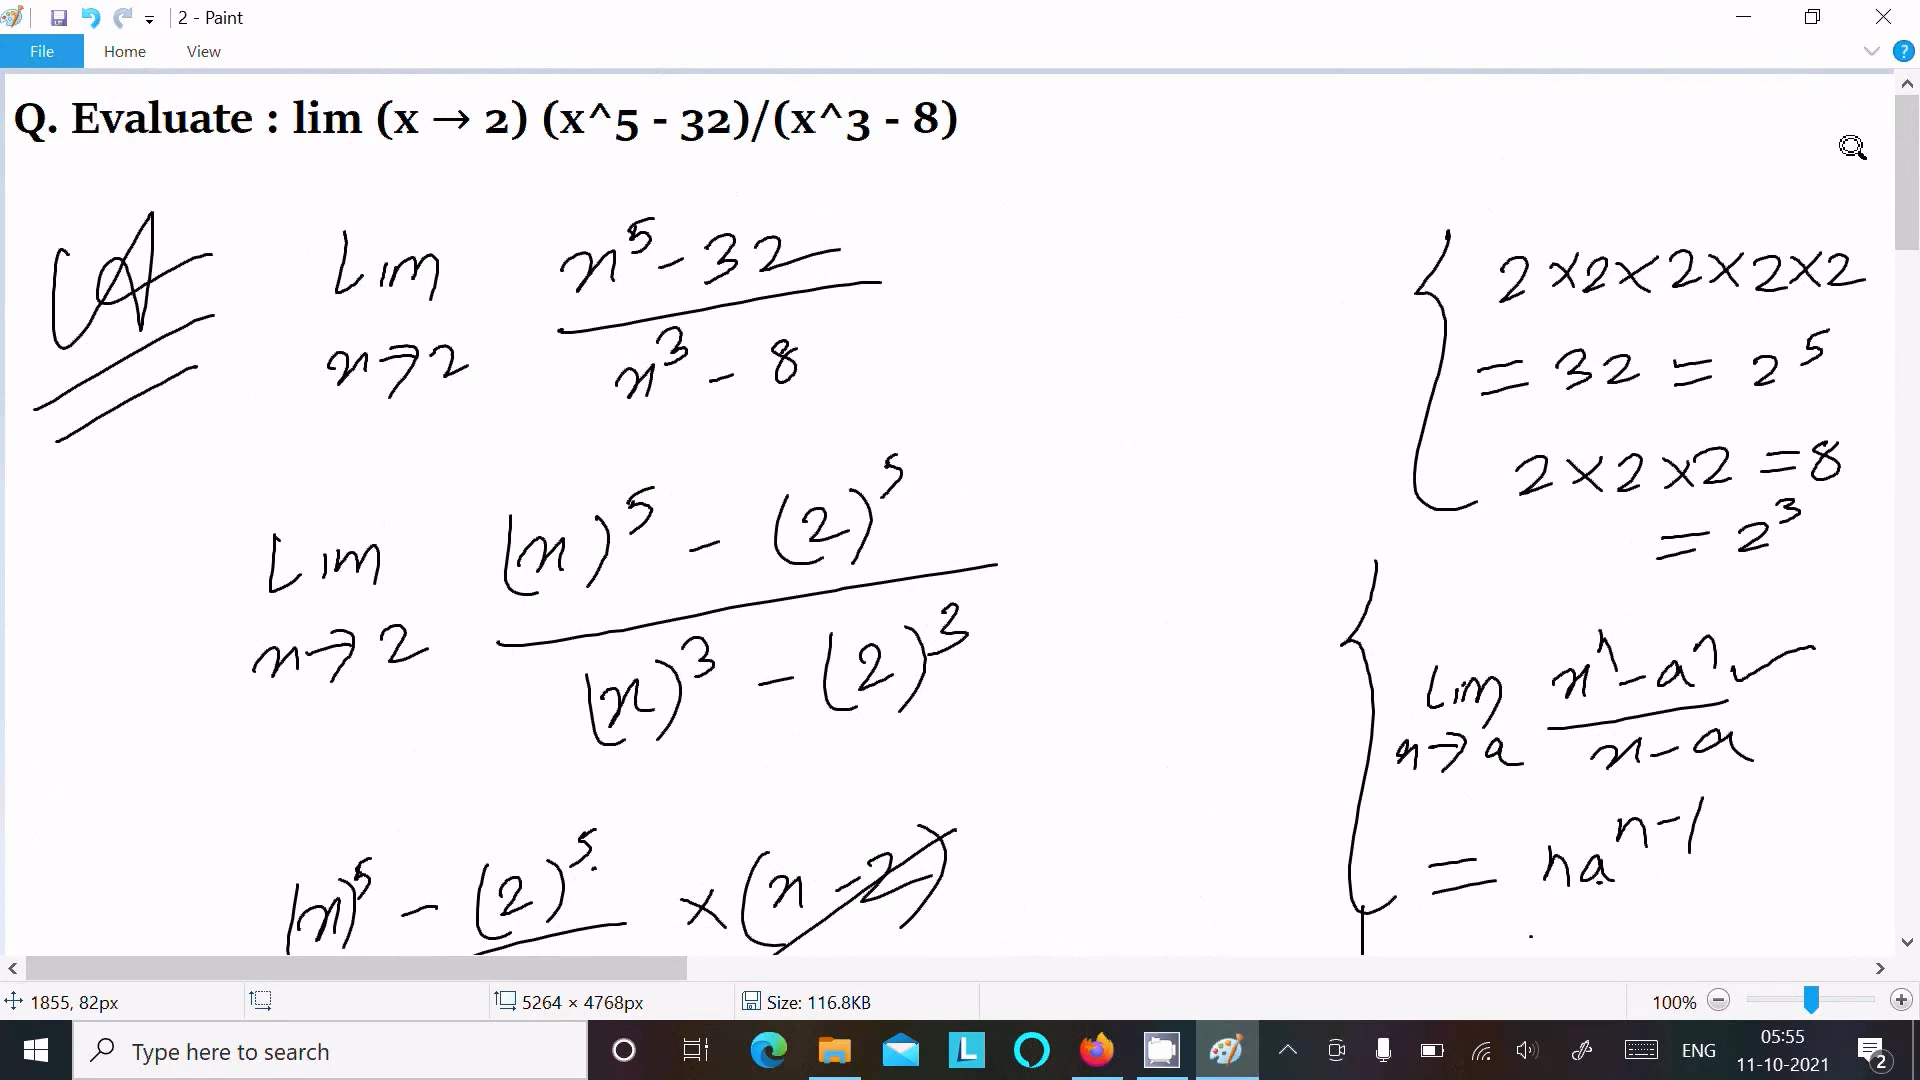 2 - Paint
File Home View
Q. Evaluate : lim (x → 2) (x^5 - 32)/(x^3 - 8)
Lim x^5 - 32
x→2 x^3 - 8
Lim (x)^5 - (2)^5
x→2 (x)^3 - (2)^3
(x)^5 - (2)^5 × (x - 2)
2×2×2×2×2
= 32 = 2^5
2×2×2 = 8
= 2^3
Lim x^n - a^n
x→a x - a
= na^n-1
1855, 82px 5264 × 4768px Size: 116.8KB 100%
Type here to search
L
ENG
05:55
11-10-2021
2